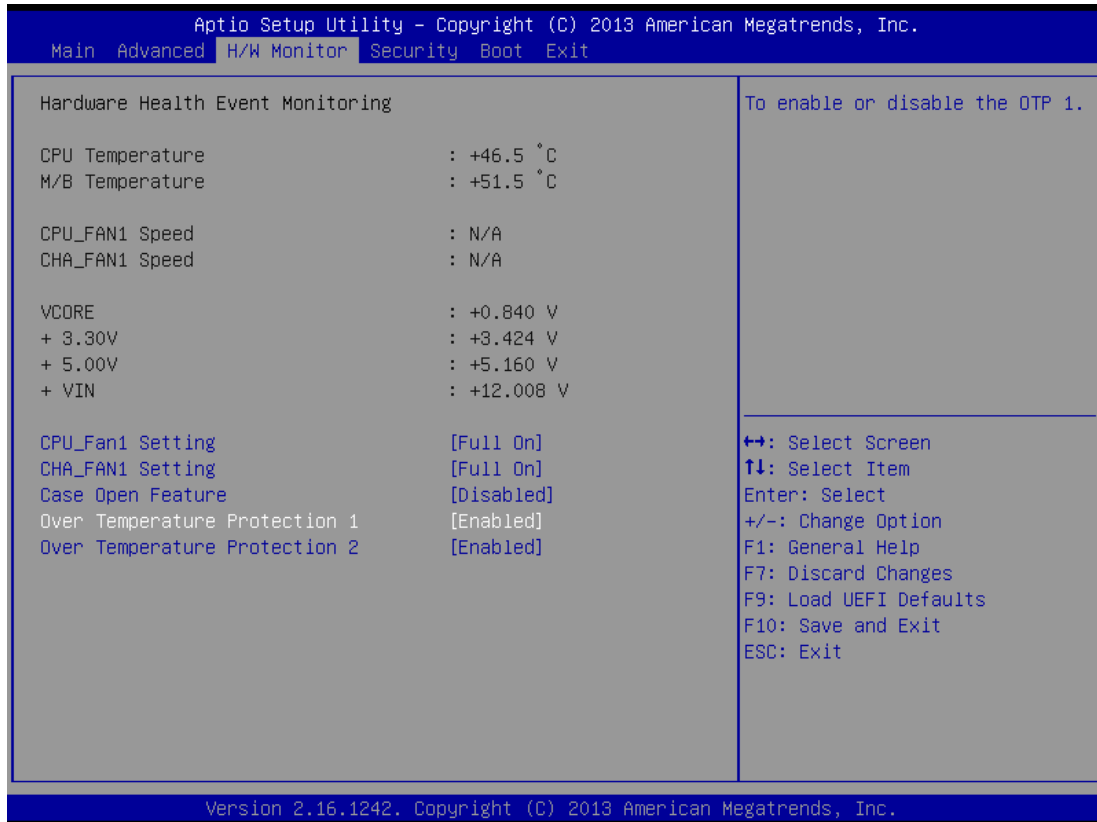 Aptio Setup Utility – Copyright (C) 2013 American Megatrends, Inc.
Main Advanced H/W Monitor Security Boot Exit
Hardware Health Event Monitoring
CPU Temperature : +46.5 °C
M/B Temperature : +51.5 °C
CPU_FAN1 Speed : N/A
CHA_FAN1 Speed : N/A
VCORE : +0.840 V
+ 3.30V : +3.424 V
+ 5.00V : +5.160 V
+ VIN : +12.008 V
CPU_Fan1 Setting [Full On]
CHA_FAN1 Setting [Full On]
Case Open Feature [Disabled]
Over Temperature Protection 1 [Enabled]
Over Temperature Protection 2 [Enabled]
To enable or disable the OTP 1.
↔: Select Screen
↑↓: Select Item
Enter: Select
+/-: Change Option
F1: General Help
F7: Discard Changes
F9: Load UEFI Defaults
F10: Save and Exit
ESC: Exit
Version 2.16.1242. Copyright (C) 2013 American Megatrends, Inc.